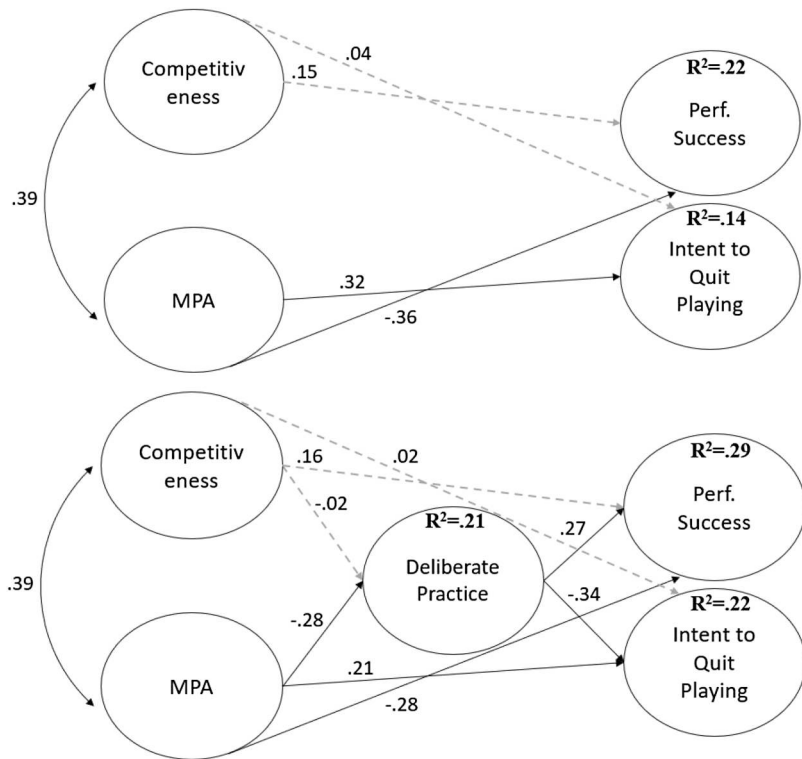 Competitiv
eness
.04
.15
R²=.22
Perf.
Success
.39
R²=.14
Intent to
Quit
Playing
MPA
.32
-.36
Competitiv
eness
.16
.02
-.02
R²=.29
Perf.
Success
R²=.21
Deliberate
Practice
.27
.39
-.28
-.34
R²=.22
Intent to
Quit
Playing
MPA
.21
-.28